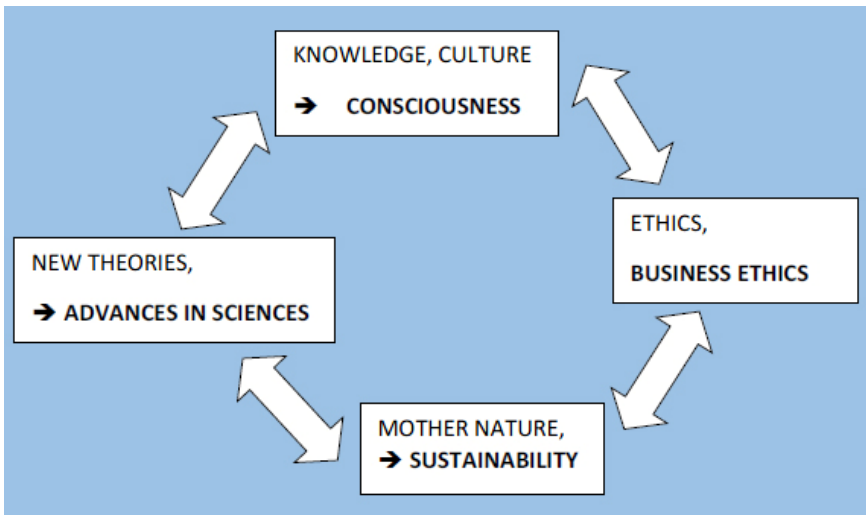 KNOWLEDGE, CULTURE
➔ CONSCIOUSNESS
ETHICS,
BUSINESS ETHICS
NEW THEORIES,
➔ ADVANCES IN SCIENCES
MOTHER NATURE,
➔ SUSTAINABILITY